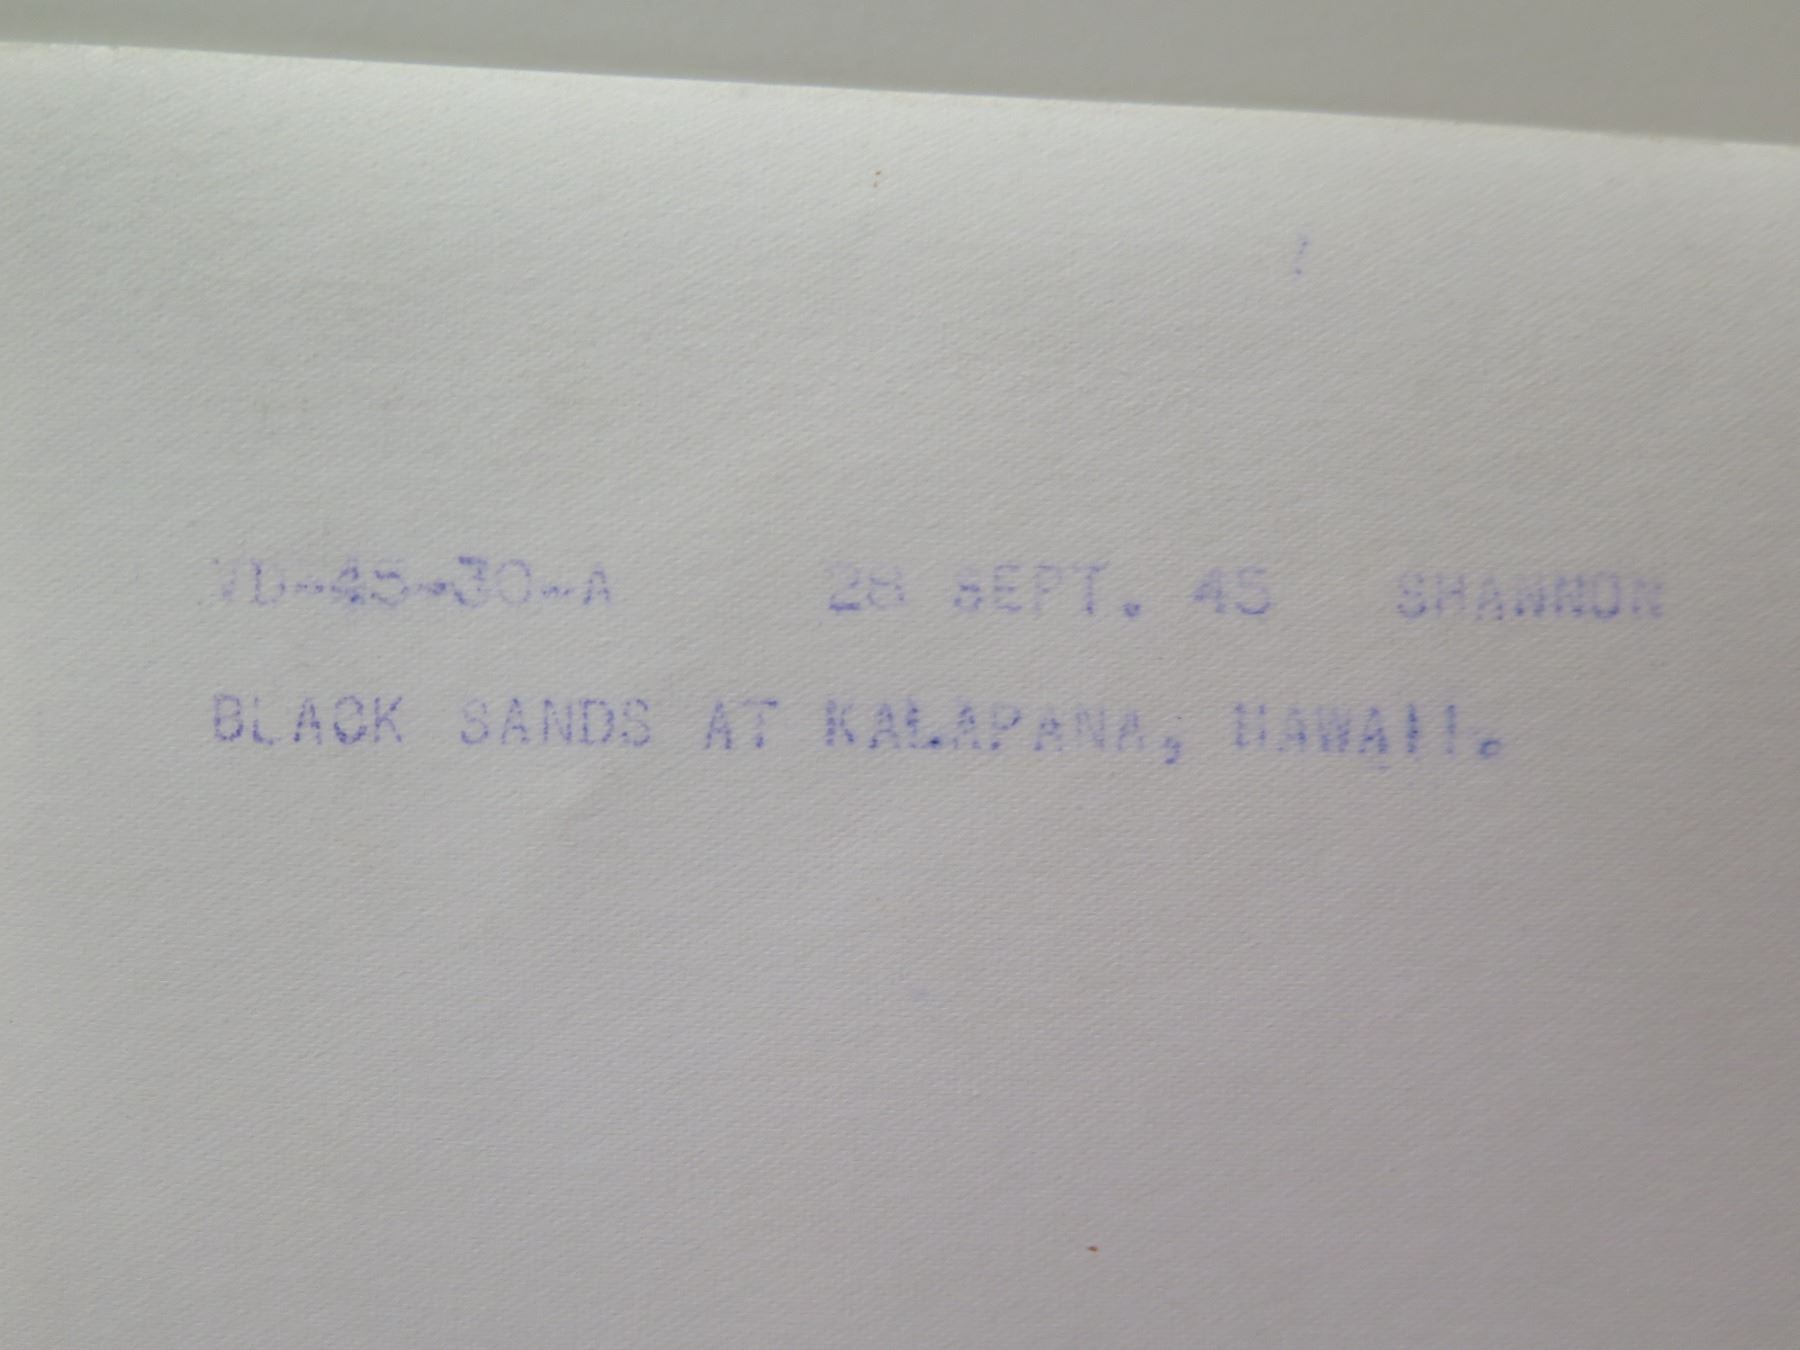 VD-45-30-A 28 SEPT. 45 SHANNON
BLACK SANDS AT KALAPANA, HAWAII.